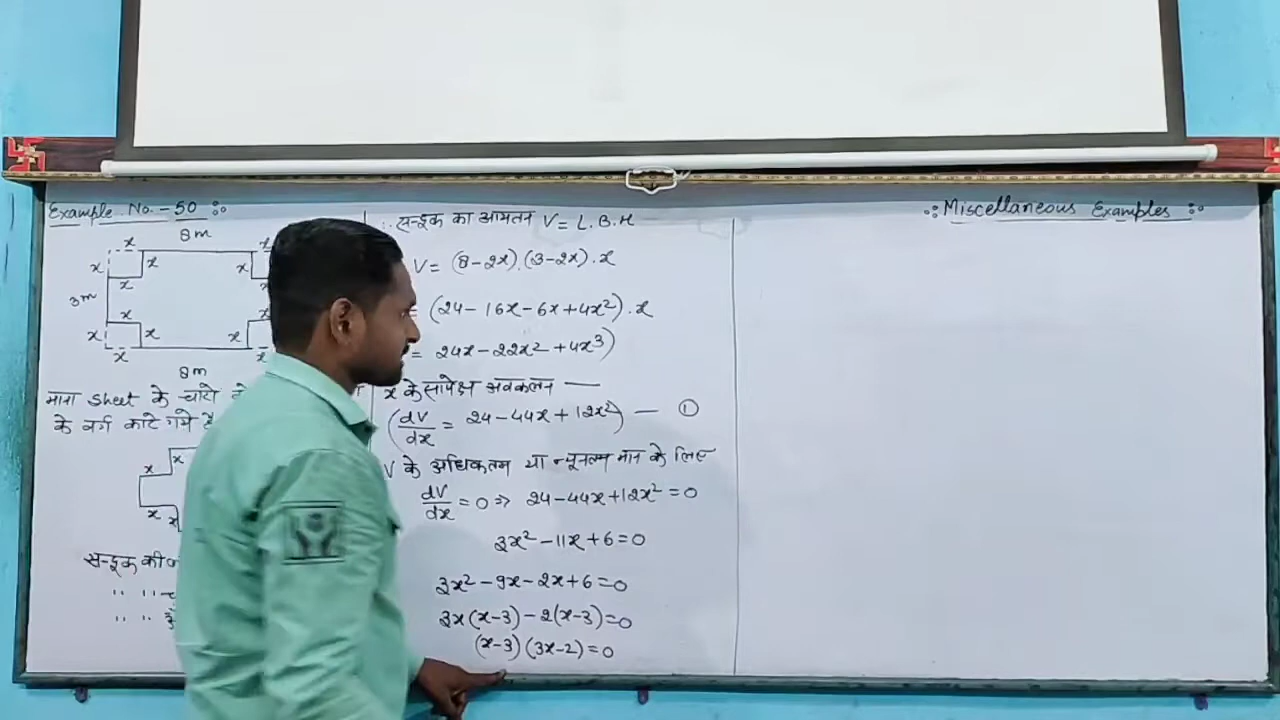 Example. No. - 50 :-
.: Miscellaneous Examples :.
x 8m x
x x x
x x
3m
x x
x x x
x x
8m
माना sheet के चारो
के वर्ग काटे गये
x x
x x
सन्दूक की
,, ,,
,, ,,
∴ सन्दूक का आयतन V = L.B.H
V = (8-2x).(3-2x).x
= (24-16x-6x+4x²).x
= 24x-22x²+4x³)
x के सापेक्ष अवकलन —
(dV/dx = 24-44x+12x²) — ①
V के अधिकतम या न्यूनतम मान के लिए
dV/dx = 0 ⇒ 24-44x+12x² = 0
3x²-11x+6=0
3x²-9x-2x+6=0
3x(x-3)-2(x-3)=0
(x-3)(3x-2)=0